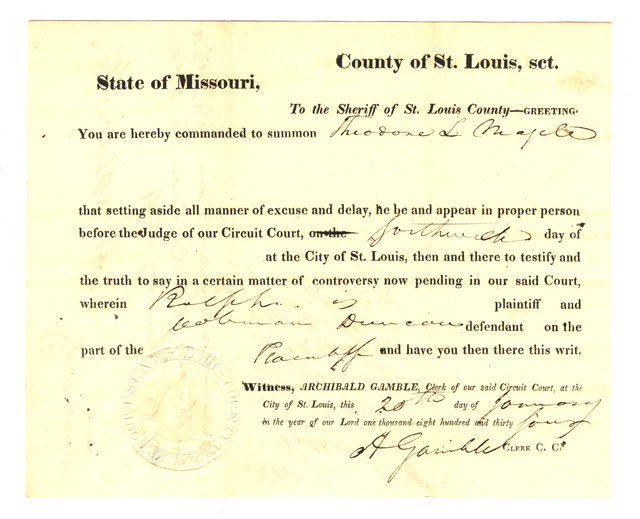 County of St. Louis, sct.
State of Missouri,
To the Sheriff of St. Louis County—GREETING.
You are hereby commanded to summon Theodore L
that setting aside all manner of excuse and delay, he be and appear in proper person
before the Judge of our Circuit Court, on the forthwith day of
at the City of St. Louis, then and there to testify and
the truth to say in a certain matter of controversy now pending in our said Court,
wherein Ralph is plaintiff and
Coleman Duncan defendant on the
part of the Plaintiff and have you then there this writ.
Witness, ARCHIBALD GAMBLE, Clerk of our said Circuit Court, at the
City of St. Louis, this 20th day of January
in the year of our Lord one thousand eight hundred and thirty four
A Gamble CLERK C. C.